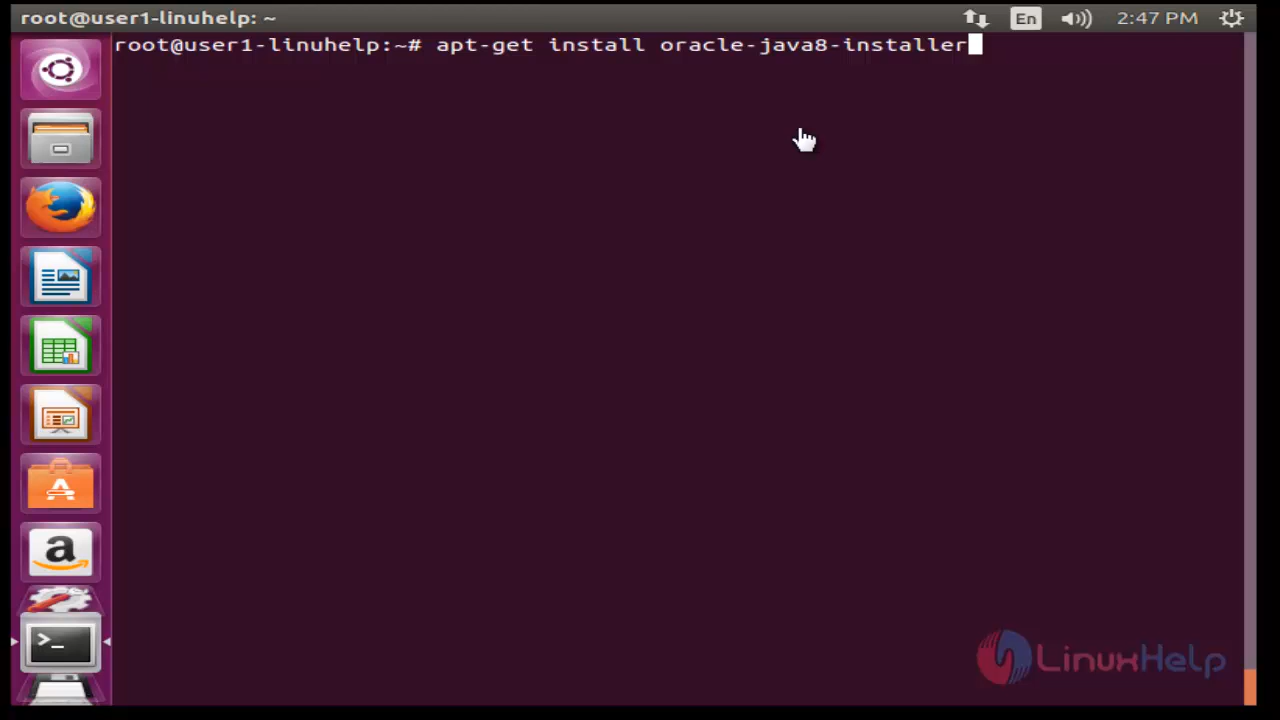 root@user1-linuhelp: ~
En
2:47 PM
root@user1-linuhelp:~# apt-get install oracle-java8-installer
>_
LinuxHelp